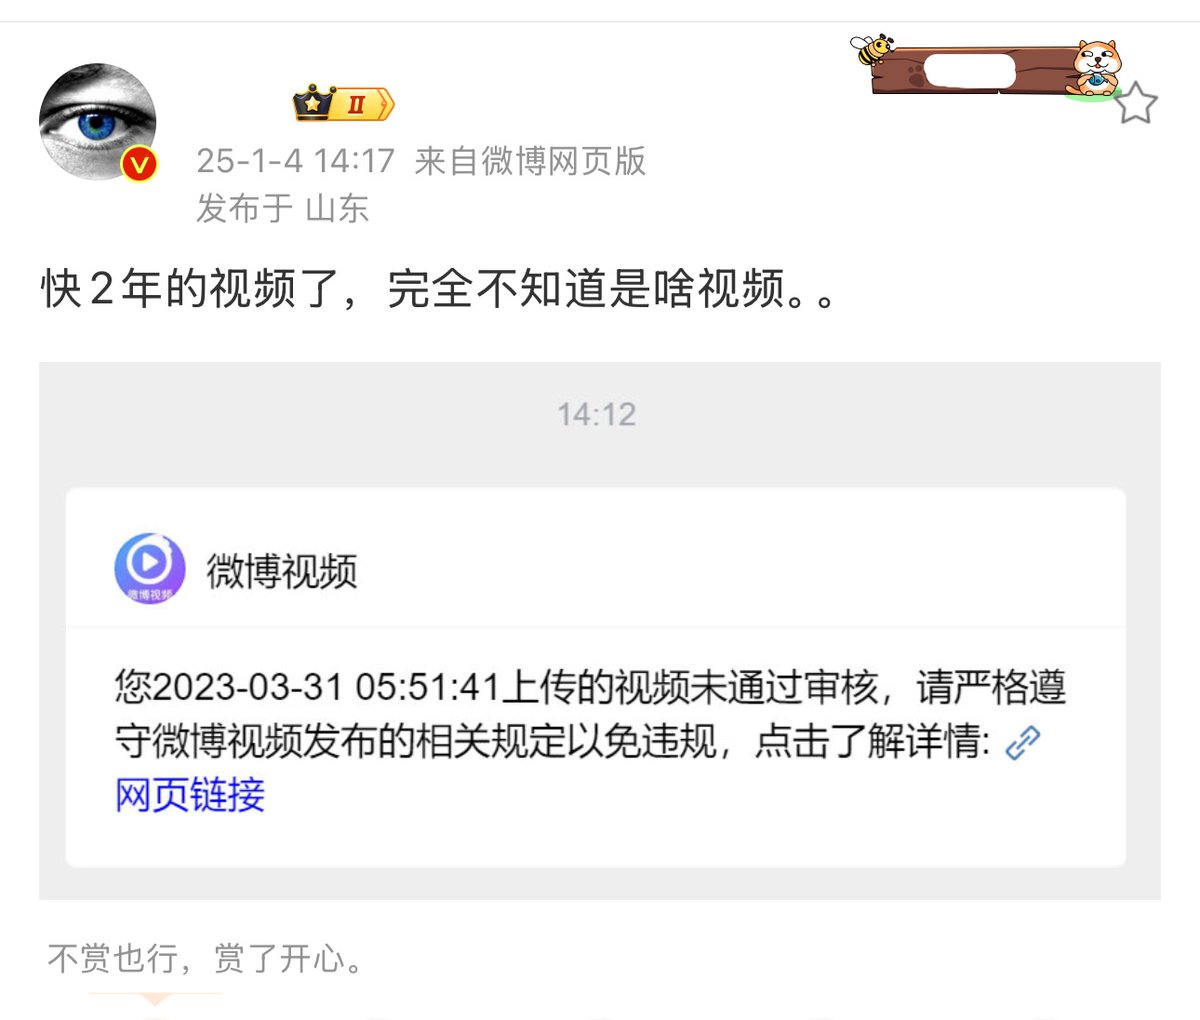 II
25-1-4 14:17 来自微博网页版
发布于 山东
快2年的视频了，完全不知道是啥视频。。
14:12
微博视频
微博视频
您2023-03-31 05:51:41上传的视频未通过审核，请严格遵
守微博视频发布的相关规定以免违规，点击了解详情:
网页链接
不赏也行，赏了开心。